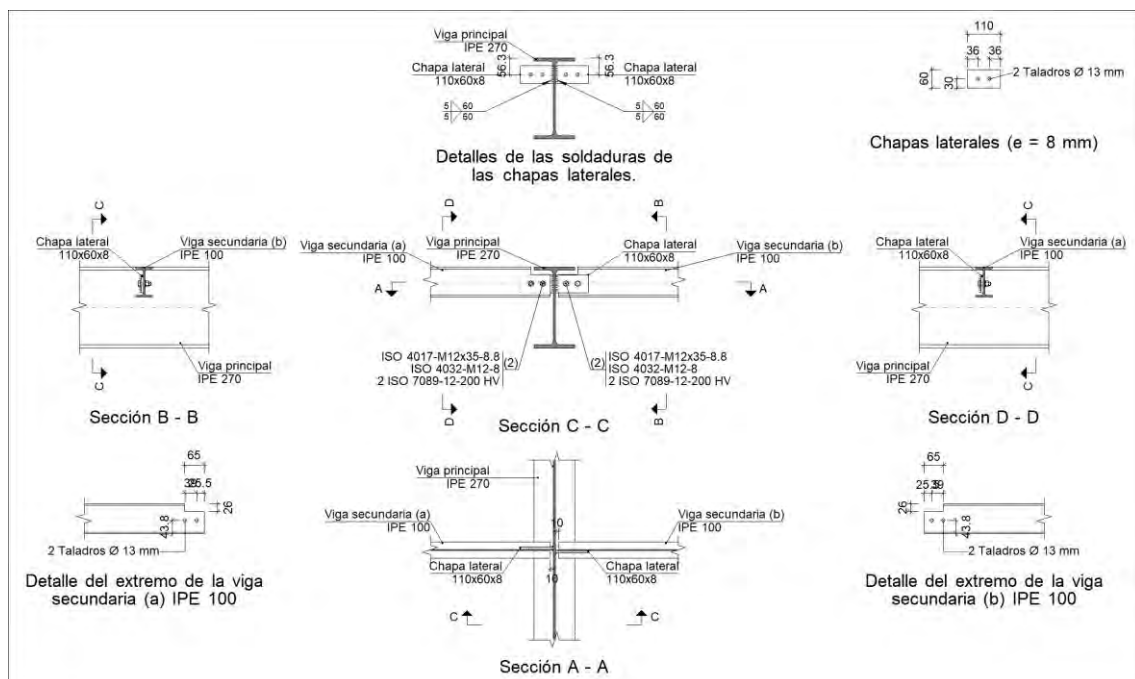 Viga principal
IPE 270
Chapa lateral
110x60x8
56.3
56.3
Chapa lateral
110x60x8
5 60
5 60
5 60
5 60
Detalles de las soldaduras de
las chapas laterales.
110
36 36
60
30
2 Taladros Ø 13 mm
Chapas laterales (e = 8 mm)
C
Chapa lateral
110x60x8
Viga secundaria (b)
IPE 100
Viga principal
IPE 270
C
Sección B - B
D
B
Viga secundaria (a)
IPE 100
Viga principal
IPE 270
Chapa lateral
110x60x8
Viga secundaria (b)
IPE 100
A
A
ISO 4017-M12x35-8.8
ISO 4032-M12-8
2 ISO 7089-12-200 HV
(2)
(2)
ISO 4017-M12x35-8.8
ISO 4032-M12-8
2 ISO 7089-12-200 HV
D
B
Sección C - C
C
Chapa lateral
110x60x8
Viga secundaria (a)
IPE 100
Viga principal
IPE 270
C
Sección D - D
65
25.5
26
43.8
2 Taladros Ø 13 mm
Detalle del extremo de la viga
secundaria (a) IPE 100
Viga principal
IPE 270
Viga secundaria (a)
IPE 100
10
Viga secundaria (b)
IPE 100
Chapa lateral
110x60x8
10
Chapa lateral
110x60x8
C
C
Sección A - A
65
26
43.8
2 Taladros Ø 13 mm
Detalle del extremo de la viga
secundaria (b) IPE 100